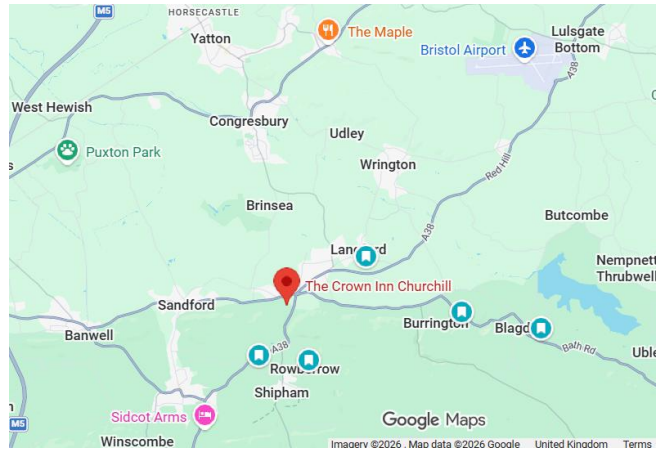 M5
HORSECASTLE
Yatton
The Maple
Bristol Airport
Lulsgate
Bottom
A38
West Hewish
Congresbury
Udley
Puxton Park
Wrington
Red Hill
Brinsea
Butcombe
A38
Nempnett
Thrubwell
The Crown Inn Churchill
Sandford
Banwell
Burrington
Blagd
Bath Rd
Uble
A38
Rowberrow
Shipham
Sidcot Arms
M5
Winscombe
Google Maps
Imagery ©2026 , Map data ©2026 Google United Kingdom Terms